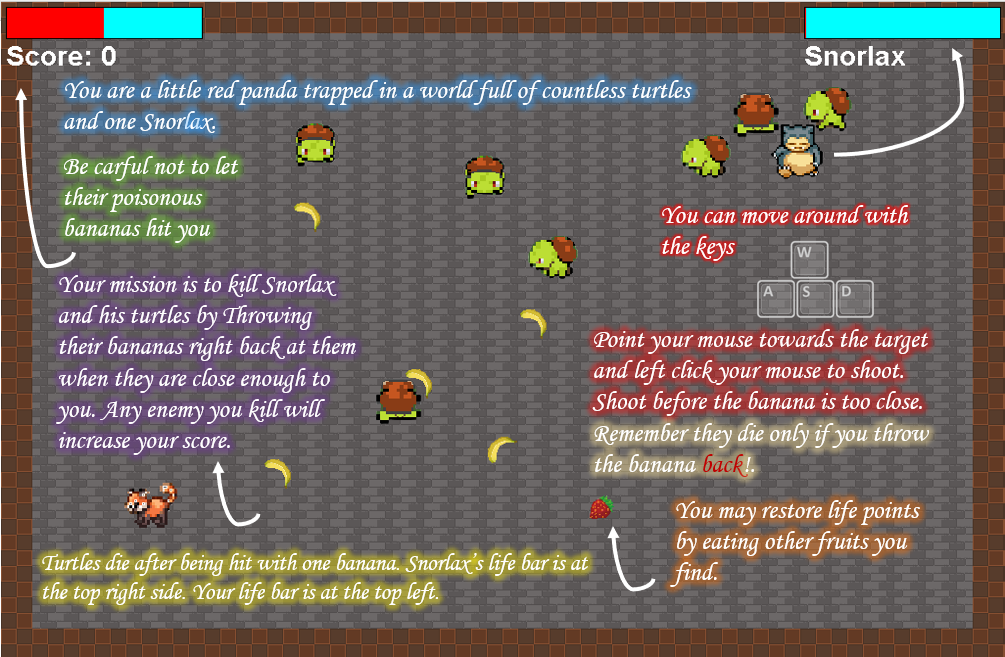 Score: 0
Snorlax
You are a little red panda trapped in a world full of countless turtles
and one Snorlax.
Be carful not to let
their poisonous
bananas hit you
You can move around with
the keys
W
A S D
Your mission is to kill Snorlax
and his turtles by Throwing
their bananas right back at them
when they are close enough to
you. Any enemy you kill will
increase your score.
Point your mouse towards the target
and left click your mouse to shoot.
Shoot before the banana is too close.
Remember they die only if you throw
the banana back!.
You may restore life points
by eating other fruits you
find.
Turtles die after being hit with one banana. Snorlax's life bar is at
the top right side. Your life bar is at the top left.